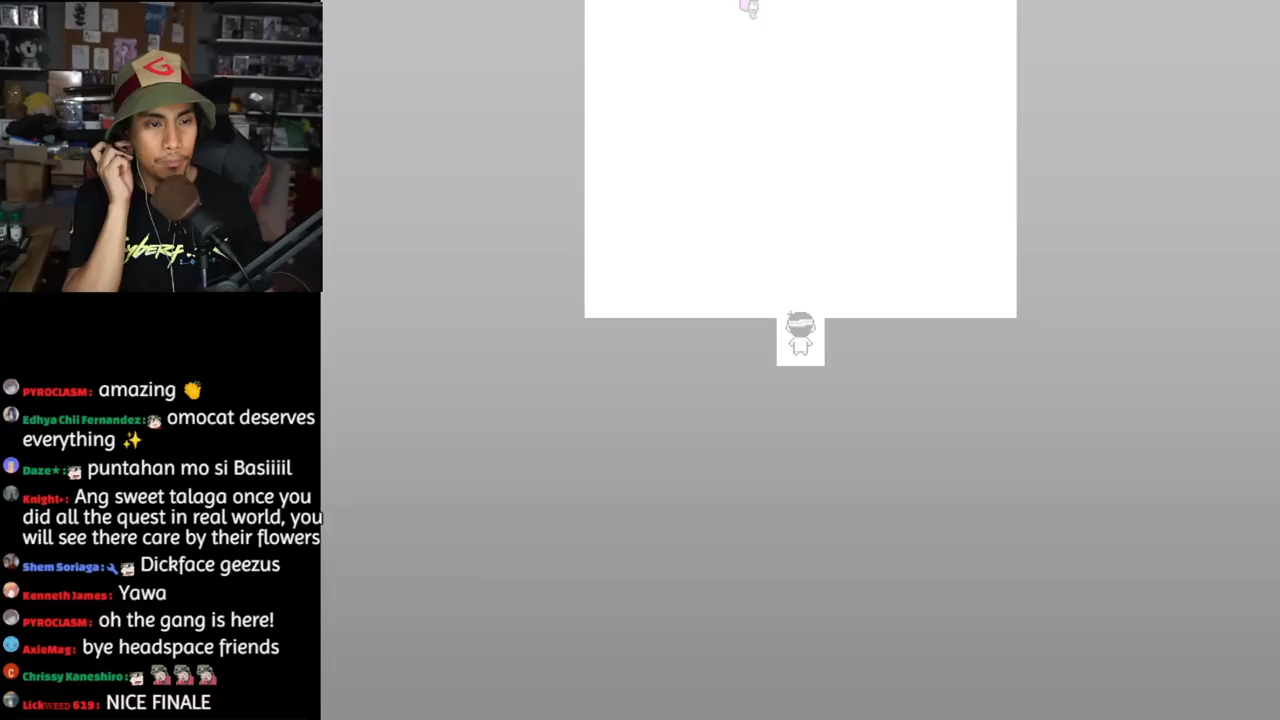 G
PYROCLASM: amazing 👏
Edhya Chii Fernandez: omocat deserves
everything ✨
Daze★: puntahan mo si Basiiiil
Knight•: Ang sweet talaga once you
did all the quest in real world, you
will see there care by their flowers
Shem Soriaga: Dickface geezus
Kenneth James: Yawa
PYROCLASM: oh the gang is here!
AxieMag: bye headspace friends
C Chrissy Kaneshiro:
LickWEED 619: NICE FINALE